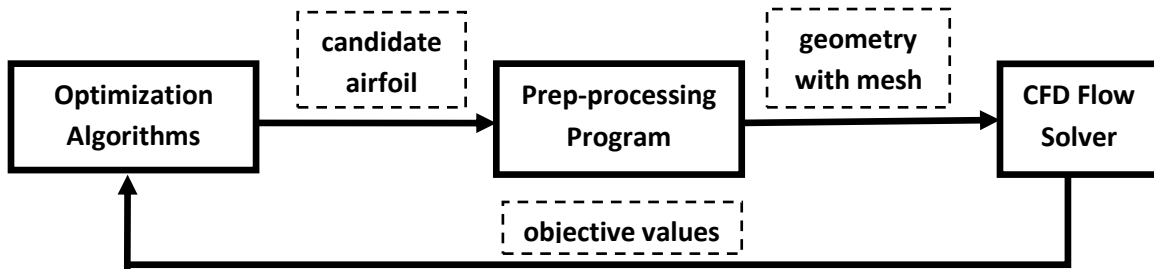 candidate
airfoil
geometry
with mesh
Optimization
Algorithms
Prep-processing
Program
CFD Flow
Solver
objective values